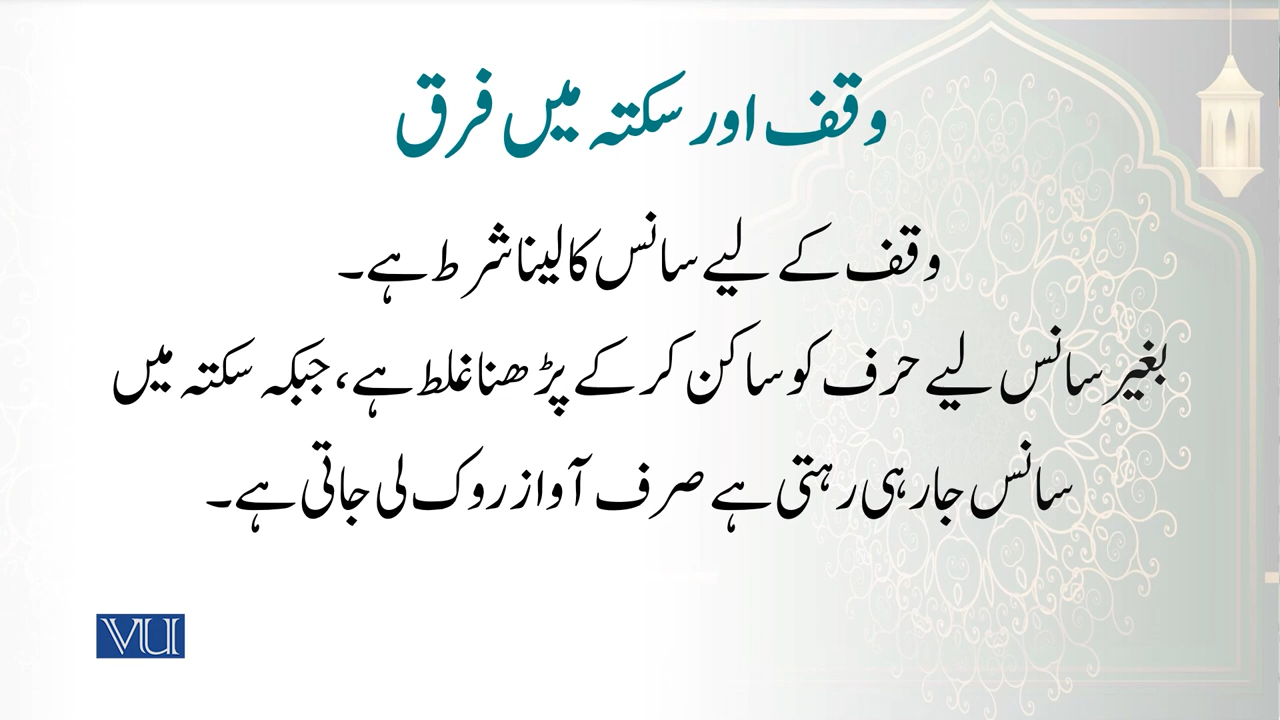 وقف اور سکتہ میں فرق
وقف کے لیے سانس کا لینا شرط ہے۔
بغیر سانس لیے حرف کو ساکن کر کے پڑھنا غلط ہے، جبکہ سکتہ میں
سانس جاری رہتی ہے صرف آواز روک لی جاتی ہے۔
VU